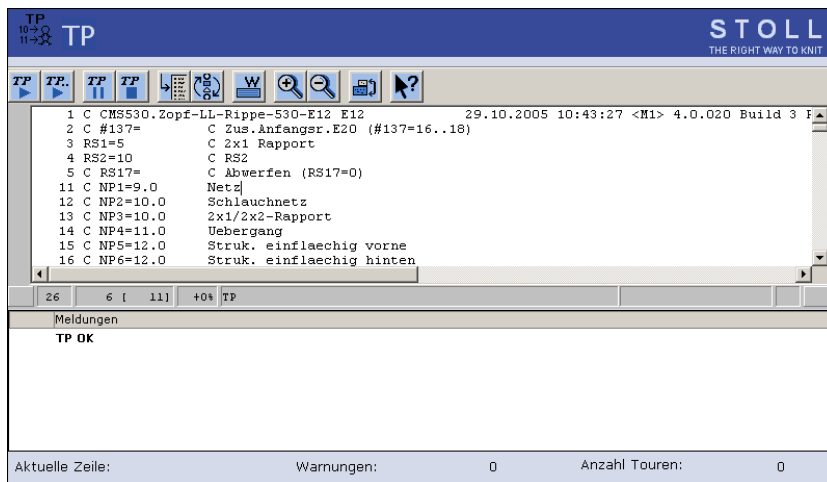 TP
10→
11→
TP
STOLL
THE RIGHT WAY TO KNIT
TP TP.. TP TP W
1 C CMS530.Zopf-LL-Rippe-530-E12 E12 29.10.2005 10:43:27 <M1> 4.0.020 Build 3
2 C #137= C Zus.Anfangsr.E20 (#137=16..18)
3 RS1=5 C 2x1 Rapport
4 RS2=10 C RS2
5 C RS17= C Abwerfen (RS17=0)
11 C NP1=9.0 Netz
12 C NP2=10.0 Schlauchnetz
13 C NP3=10.0 2x1/2x2-Rapport
14 C NP4=11.0 Uebergang
15 C NP5=12.0 Struk. einflaechig vorne
16 C NP6=12.0 Struk. einflaechig hinten
26 6 [ 11] +0% TP
Meldungen
TP OK
Aktuelle Zeile: Warnungen: 0 Anzahl Touren: 0